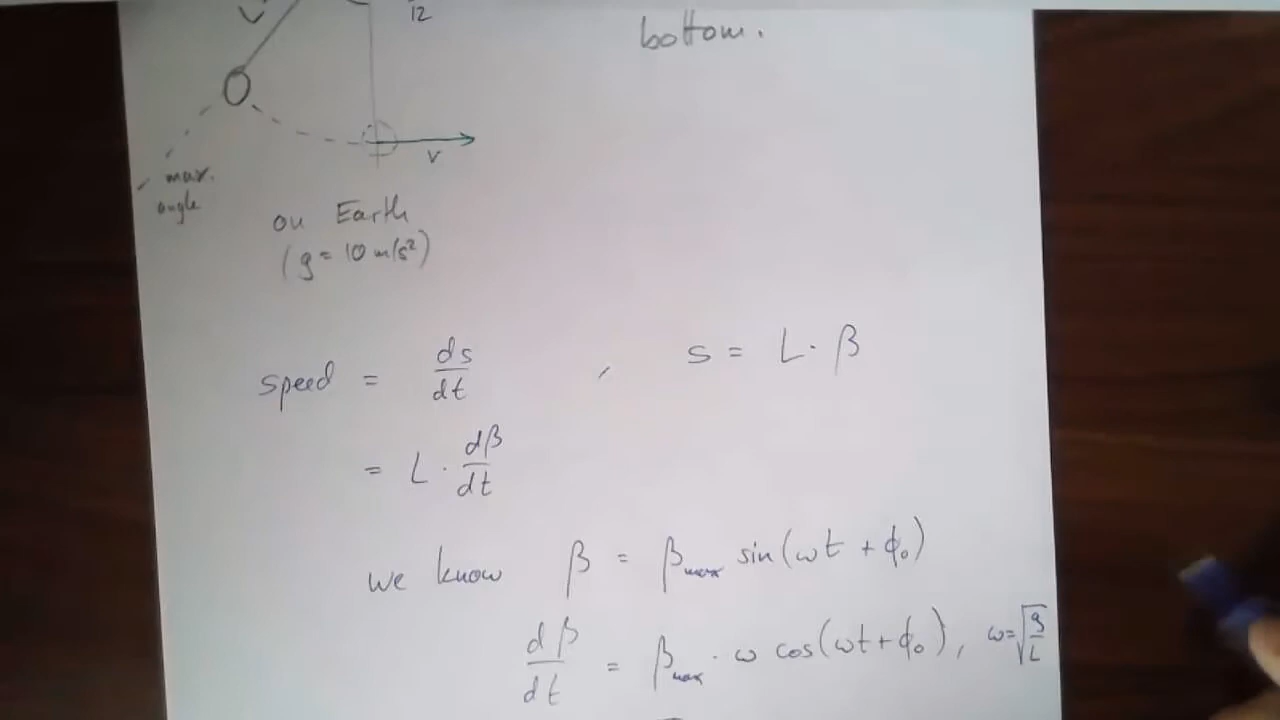 L
12
bottom.
v
max.
angle
on Earth
(g = 10 m/s²)
speed = ds/dt , s = L · β
= L · dβ/dt
we know β = βmax sin(ωt + ϕ₀)
dβ/dt = βmax · ω cos(ωt + ϕ₀), ω = √(g/L)